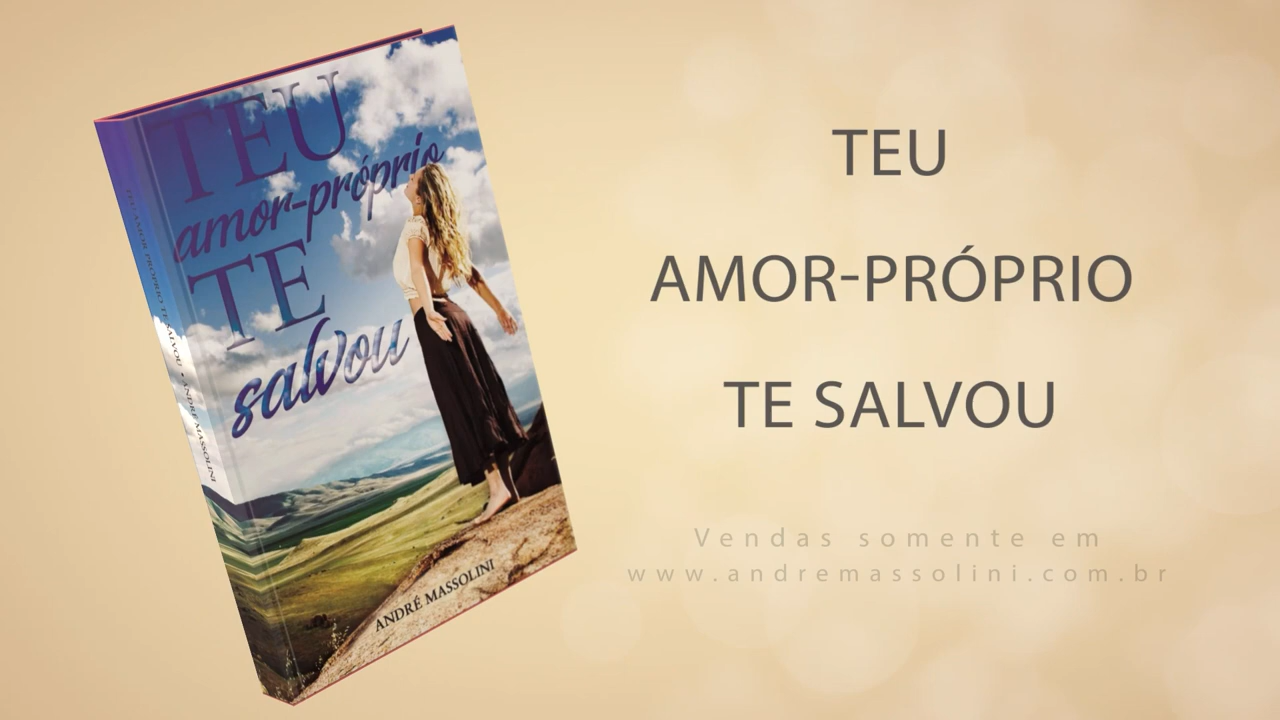 TEU
amor-próprio
TE
salvou
ANDRÉ MASSOLINI
TEU AMOR PRÓPRIO TE SALVOU • ANDRÉ MASSOLINI
TEU
AMOR-PRÓPRIO
TE SALVOU
Vendas somente em
www.andremassolini.com.br